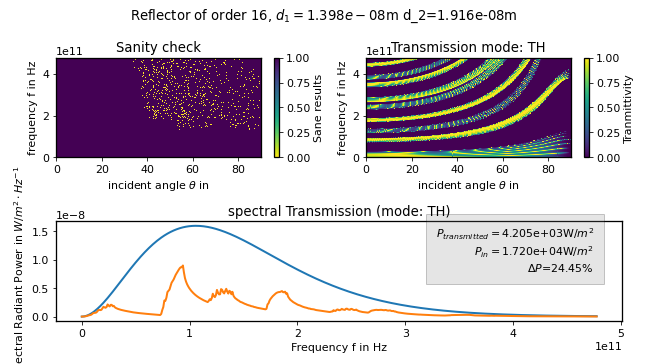 Reflector of order 16, d₁ = 1.398e − 08m d_2=1.916e-08m
Sanity check
1e11
frequency f in Hz
4
2
0
0 20 40 60 80
incident angle θ in
1.00
0.75
0.50
0.25
0.00
Sane results
Transmission mode: TH
1e11
frequency f in Hz
4
2
0
0 20 40 60 80
incident angle θ in
1.00
0.75
0.50
0.25
0.00
Tranmittivity
spectral Transmission (mode: TH)
1e−8
ectral Radiant Power in W/m² · Hz⁻¹
1.5
1.0
0.5
0.0
P_transmitted = 4.205e+03W/m²
P_in = 1.720e+04W/m²
ΔP=24.45%
0 1 2 3 4 5
1e11
Frequency f in Hz